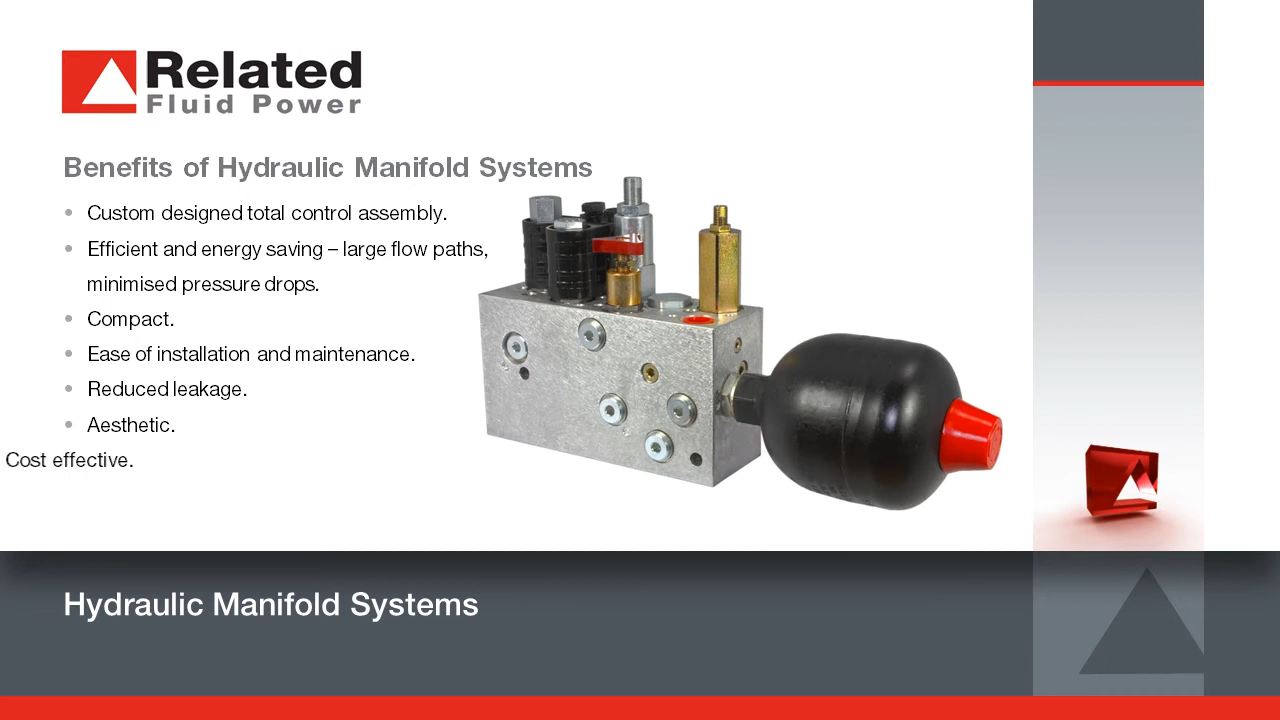 Related
Fluid Power
Benefits of Hydraulic Manifold Systems
• Custom designed total control assembly.
• Efficient and energy saving – large flow paths,
minimised pressure drops.
• Compact.
• Ease of installation and maintenance.
• Reduced leakage.
• Aesthetic.
Cost effective.
Hydraulic Manifold Systems